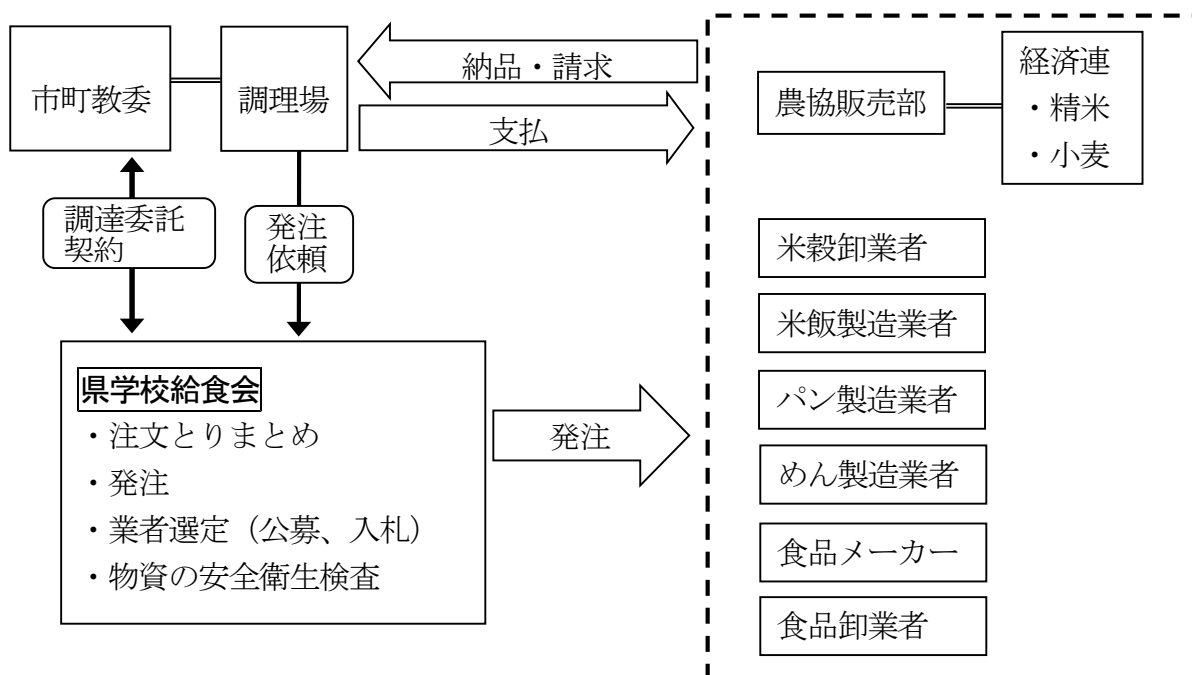 市町教委
調理場
納品・請求
支払
調達委託
契約
発注
依頼
県学校給食会
・注文とりまとめ
・発注
・業者選定（公募、入札）
・物資の安全衛生検査
発注
農協販売部
経済連
・精米
・小麦
米穀卸業者
米飯製造業者
パン製造業者
めん製造業者
食品メーカー
食品卸業者